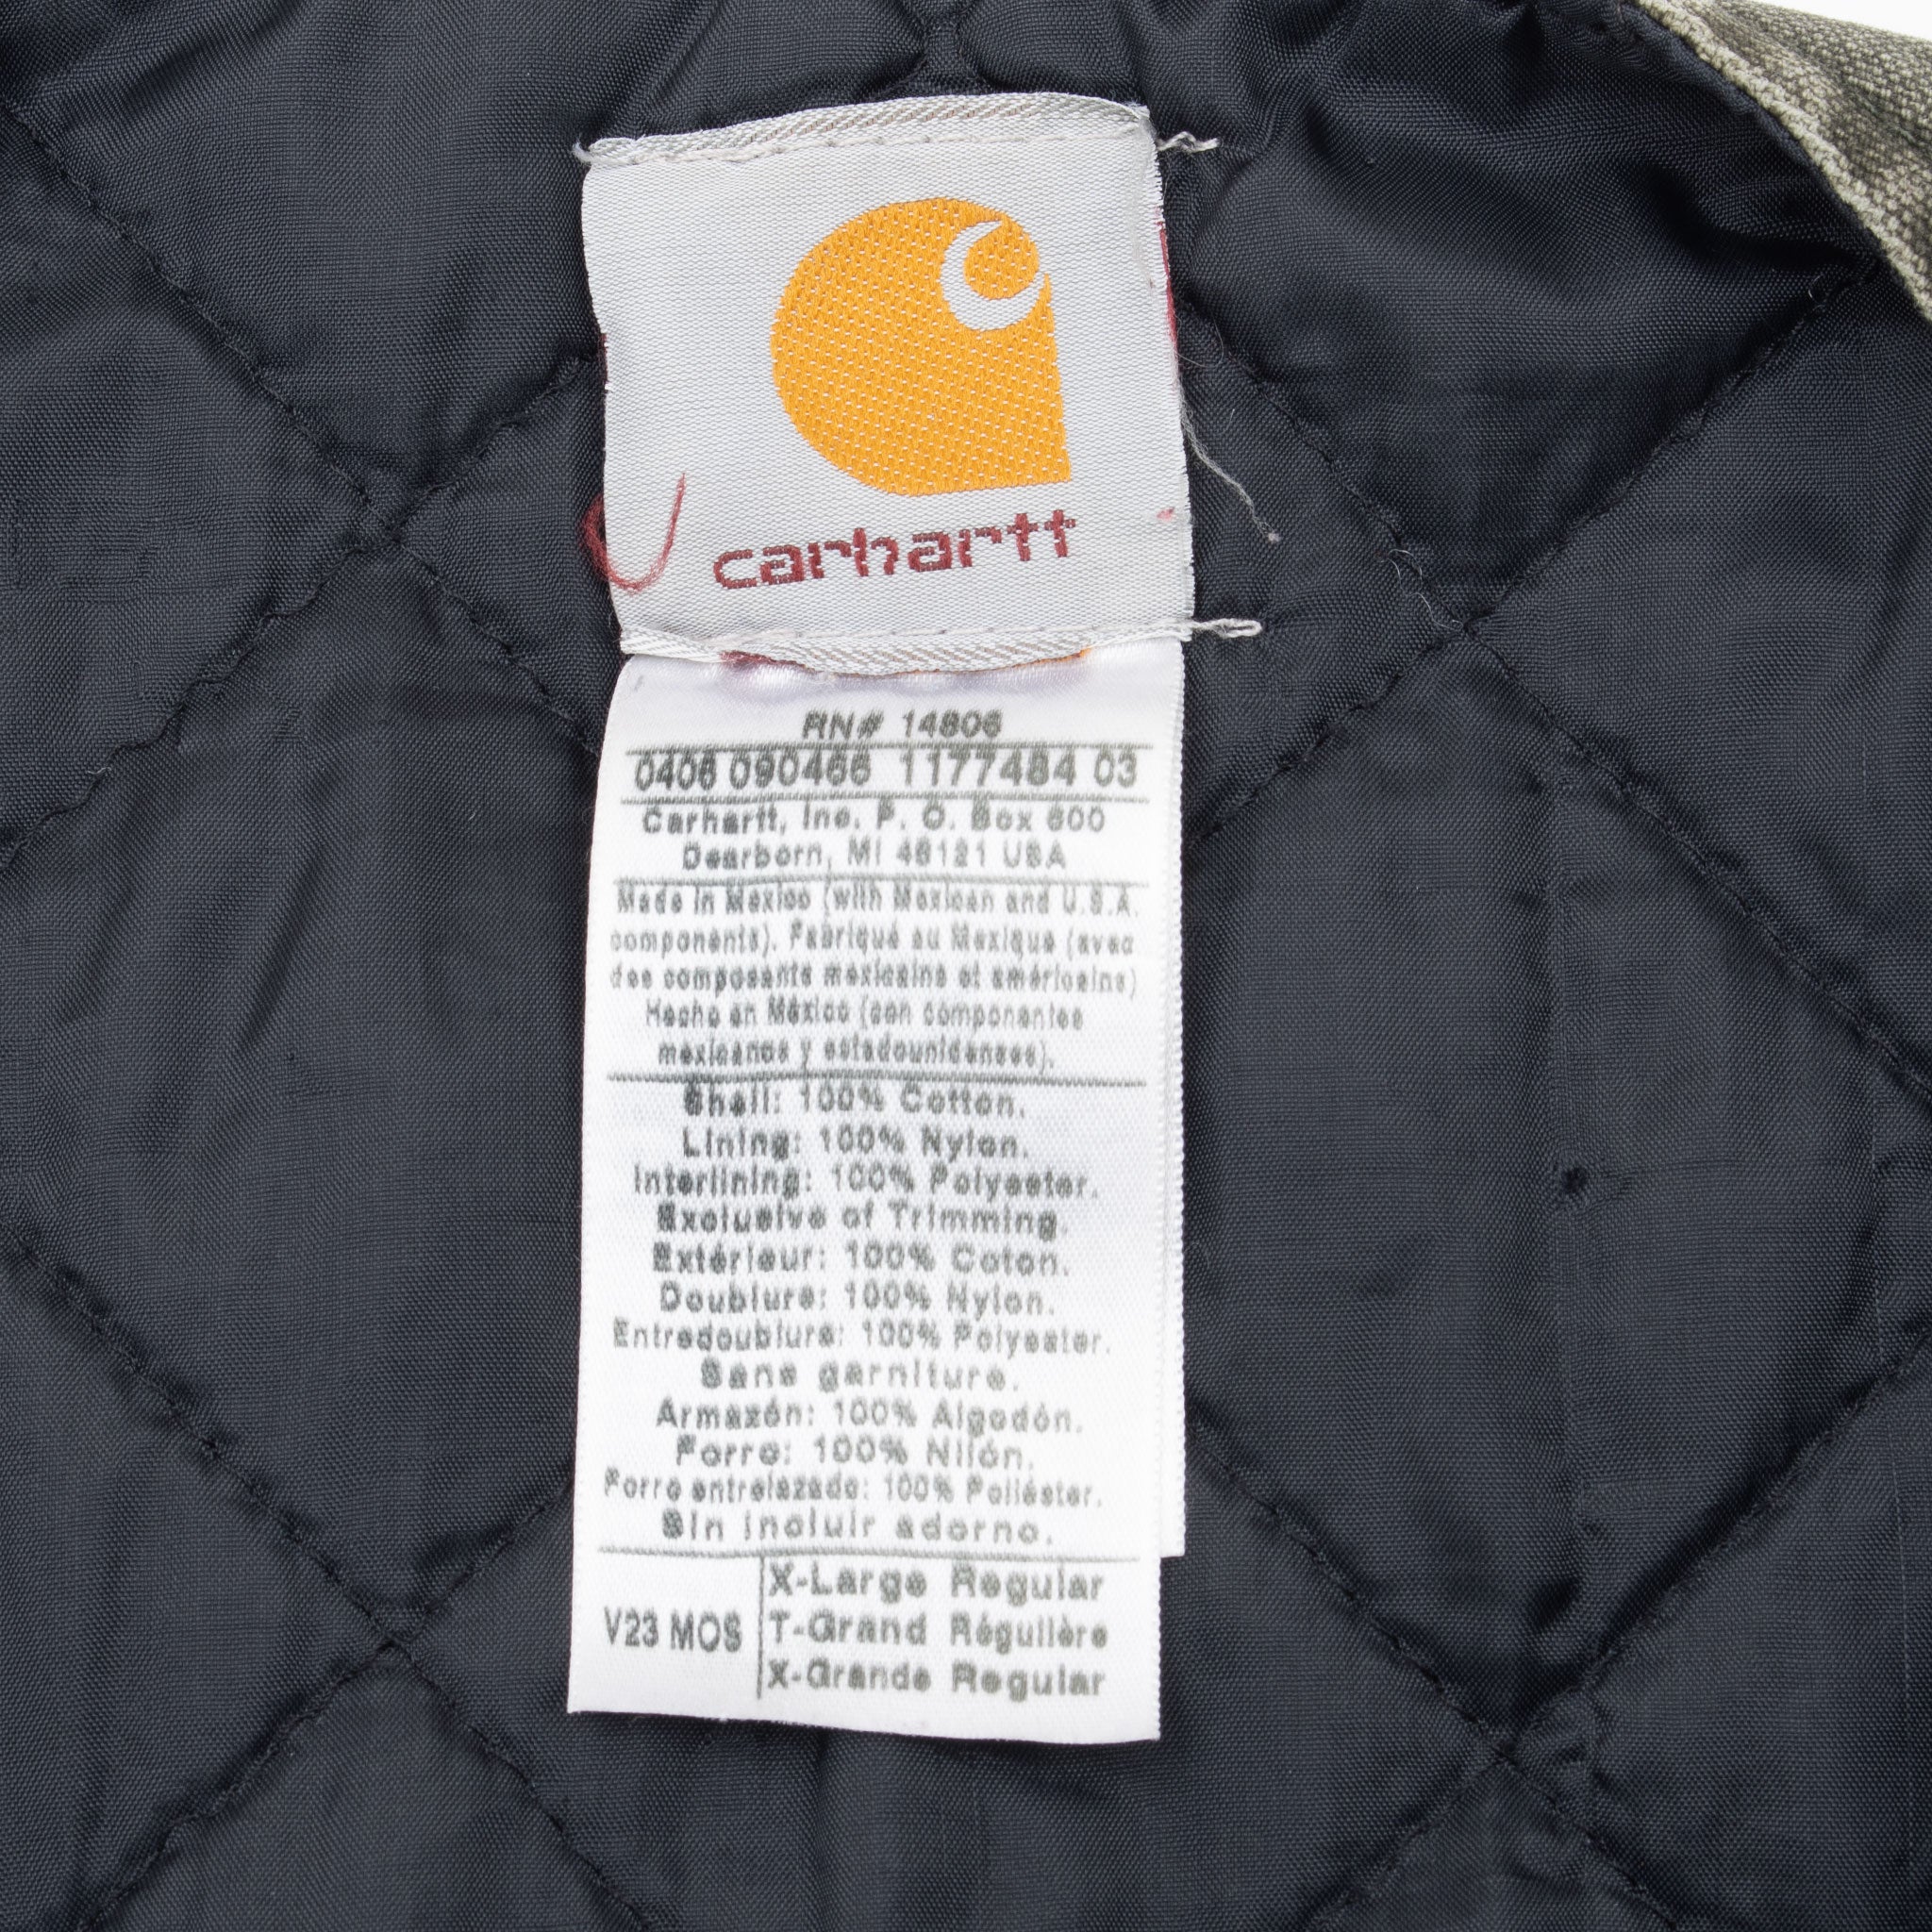 carhartt
RN# 14806
0406 090466 1177484 03
Carhartt, Inc. P. O. Box 600
Dearborn, MI 48121 USA
Made in Mexico (with Mexican and U.S.A.
components). Fabriqué au Mexique (avec
des composants mexicains et américains)
Hecho en México (con componentes
mexicanos y estadounidenses).
Shell: 100% Cotton.
Lining: 100% Nylon.
Interlining: 100% Polyester.
Exclusive of Trimming.
Extérieur: 100% Coton.
Doublure: 100% Nylon.
Entredoublure: 100% Polyester.
Sans garniture.
Armazón: 100% Algodón.
Forro: 100% Nilón.
Forro entrelazado: 100% Poliéster.
Sin incluir adorno.
V23 MOS
X-Large Regular
T-Grand Régulière
X-Grande Regular